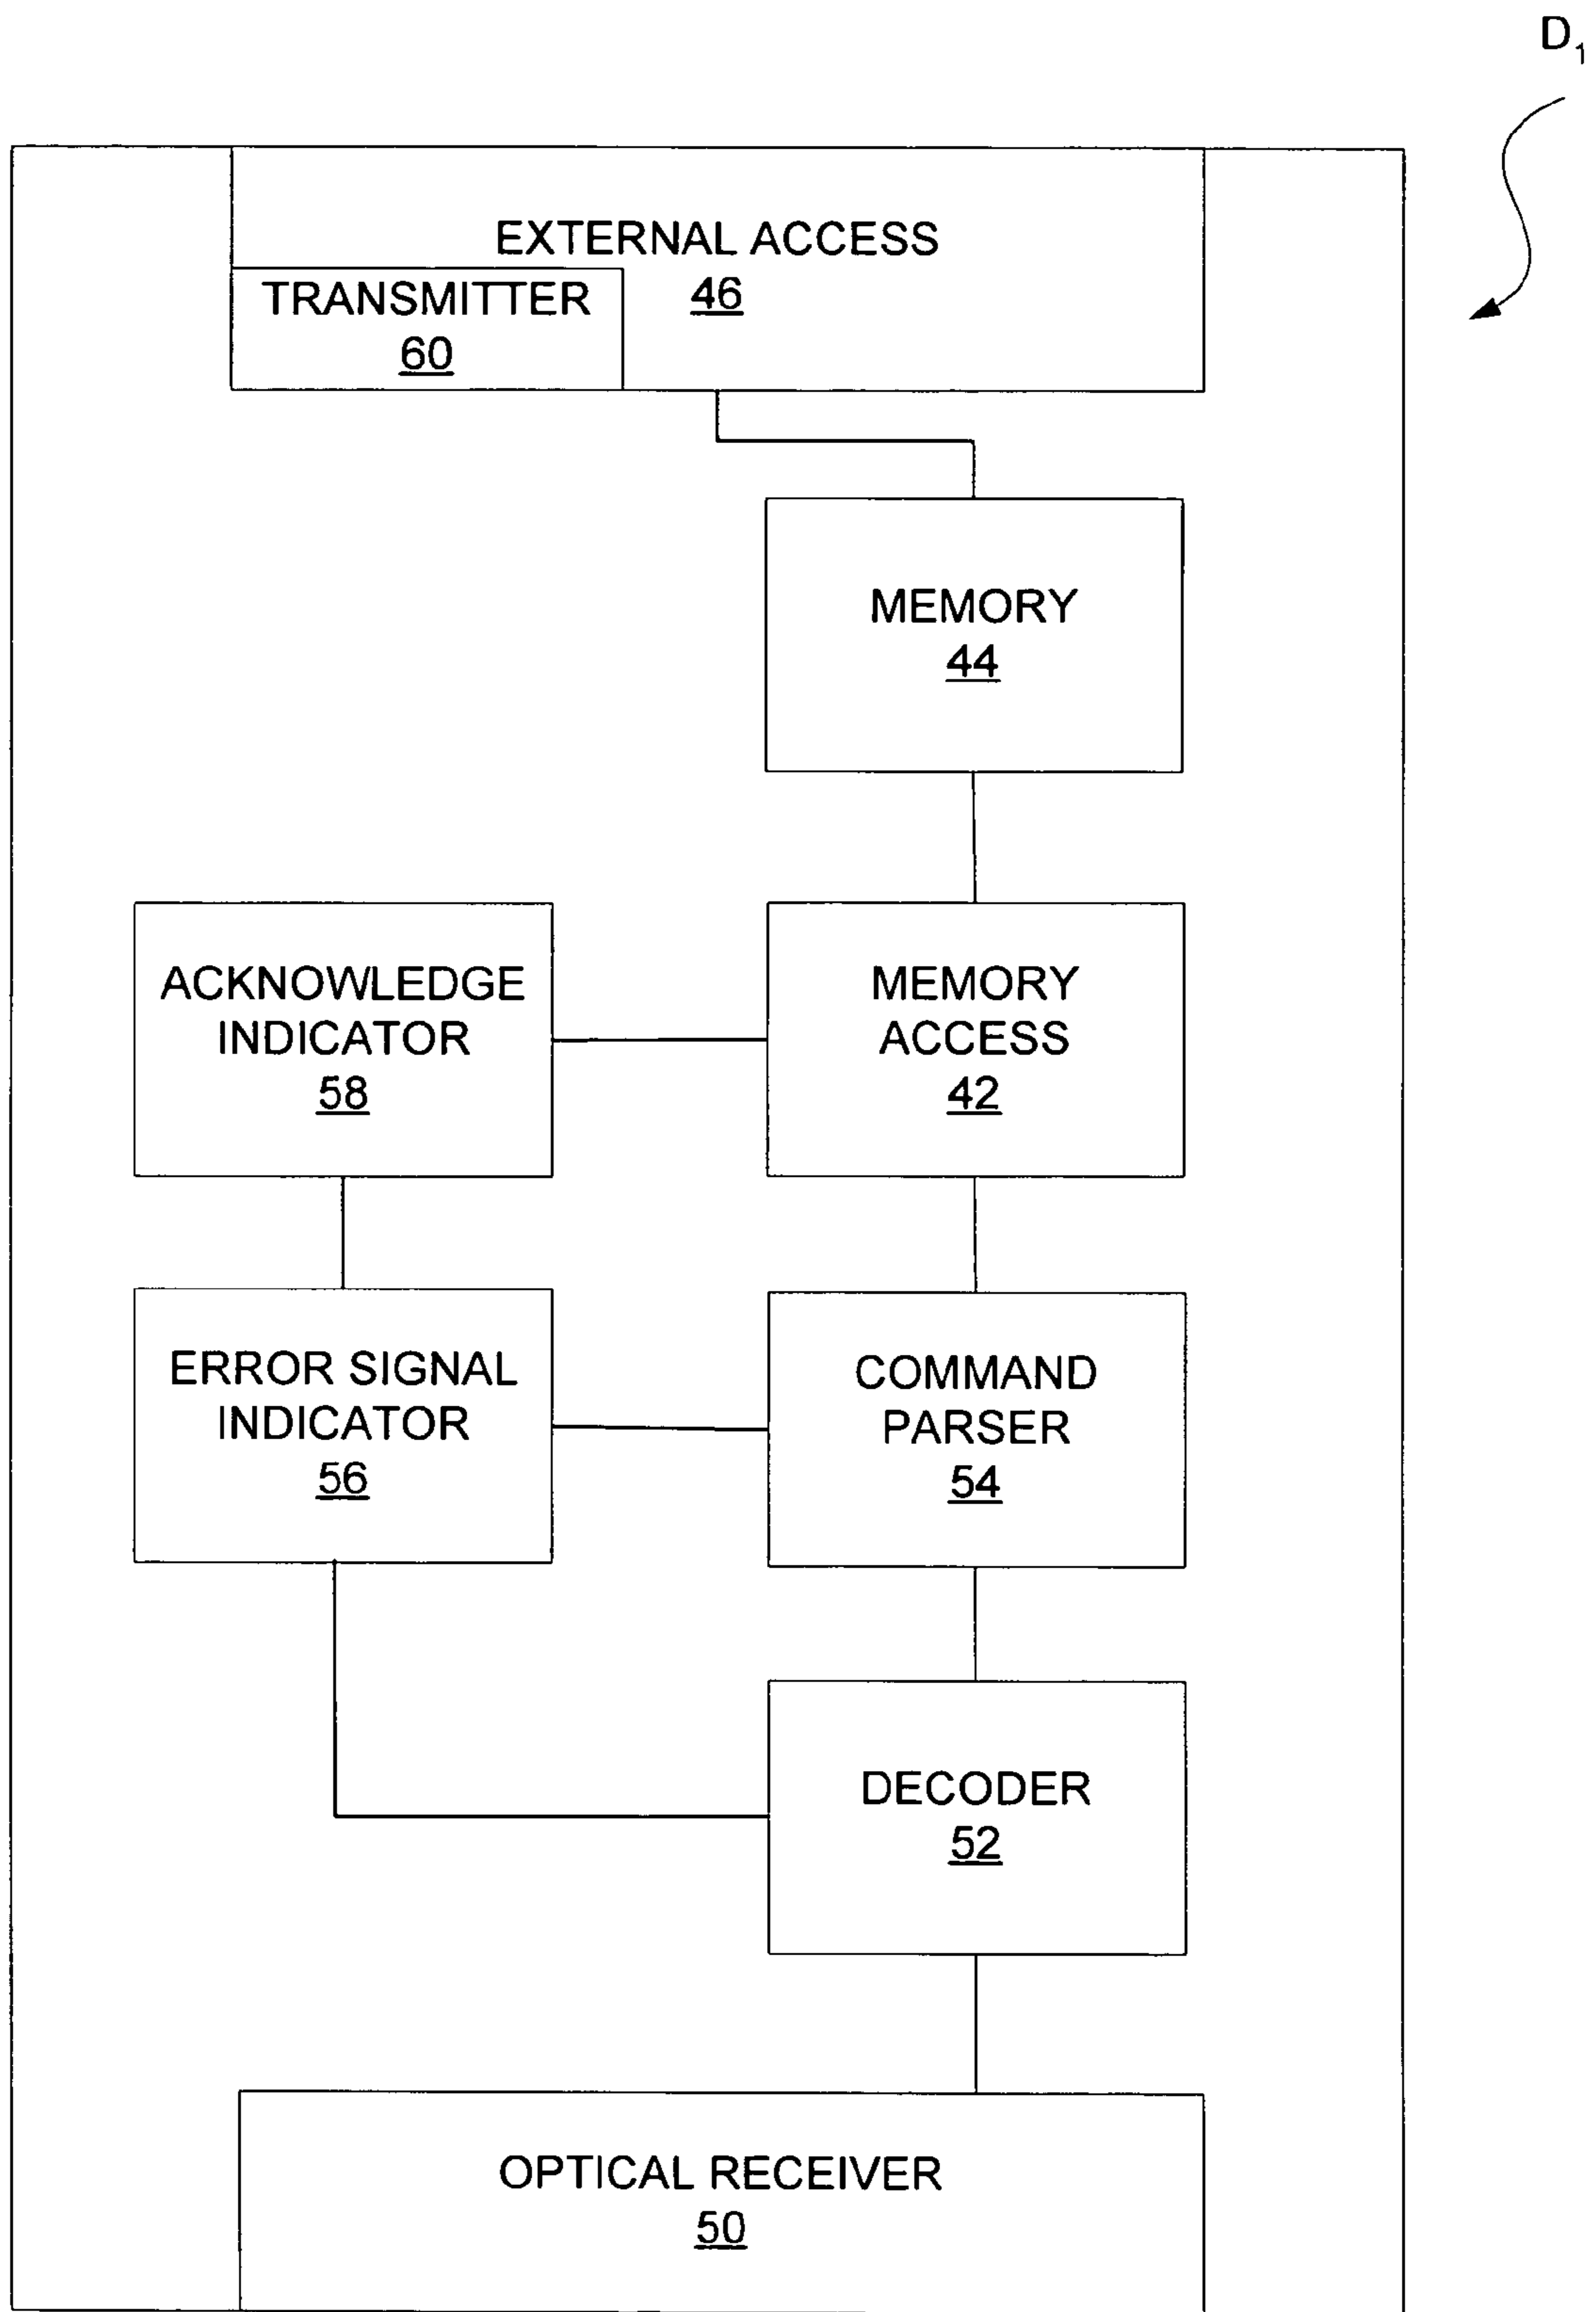 D1
EXTERNAL ACCESS
46
TRANSMITTER
60
MEMORY
44
ACKNOWLEDGE
INDICATOR
58
MEMORY
ACCESS
42
ERROR SIGNAL
INDICATOR
56
COMMAND
PARSER
54
DECODER
52
OPTICAL RECEIVER
50